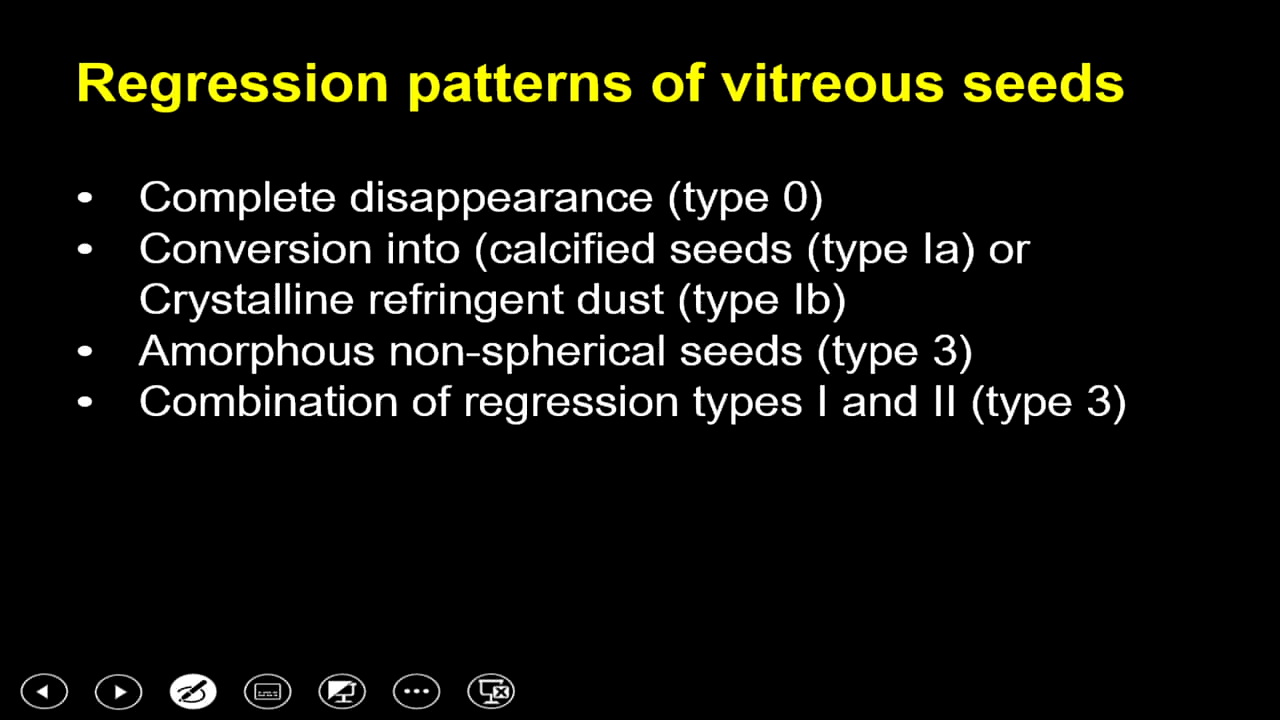 Regression patterns of vitreous seeds
• Complete disappearance (type 0)
• Conversion into (calcified seeds (type Ia) or
Crystalline refringent dust (type Ib)
• Amorphous non-spherical seeds (type 3)
• Combination of regression types I and II (type 3)